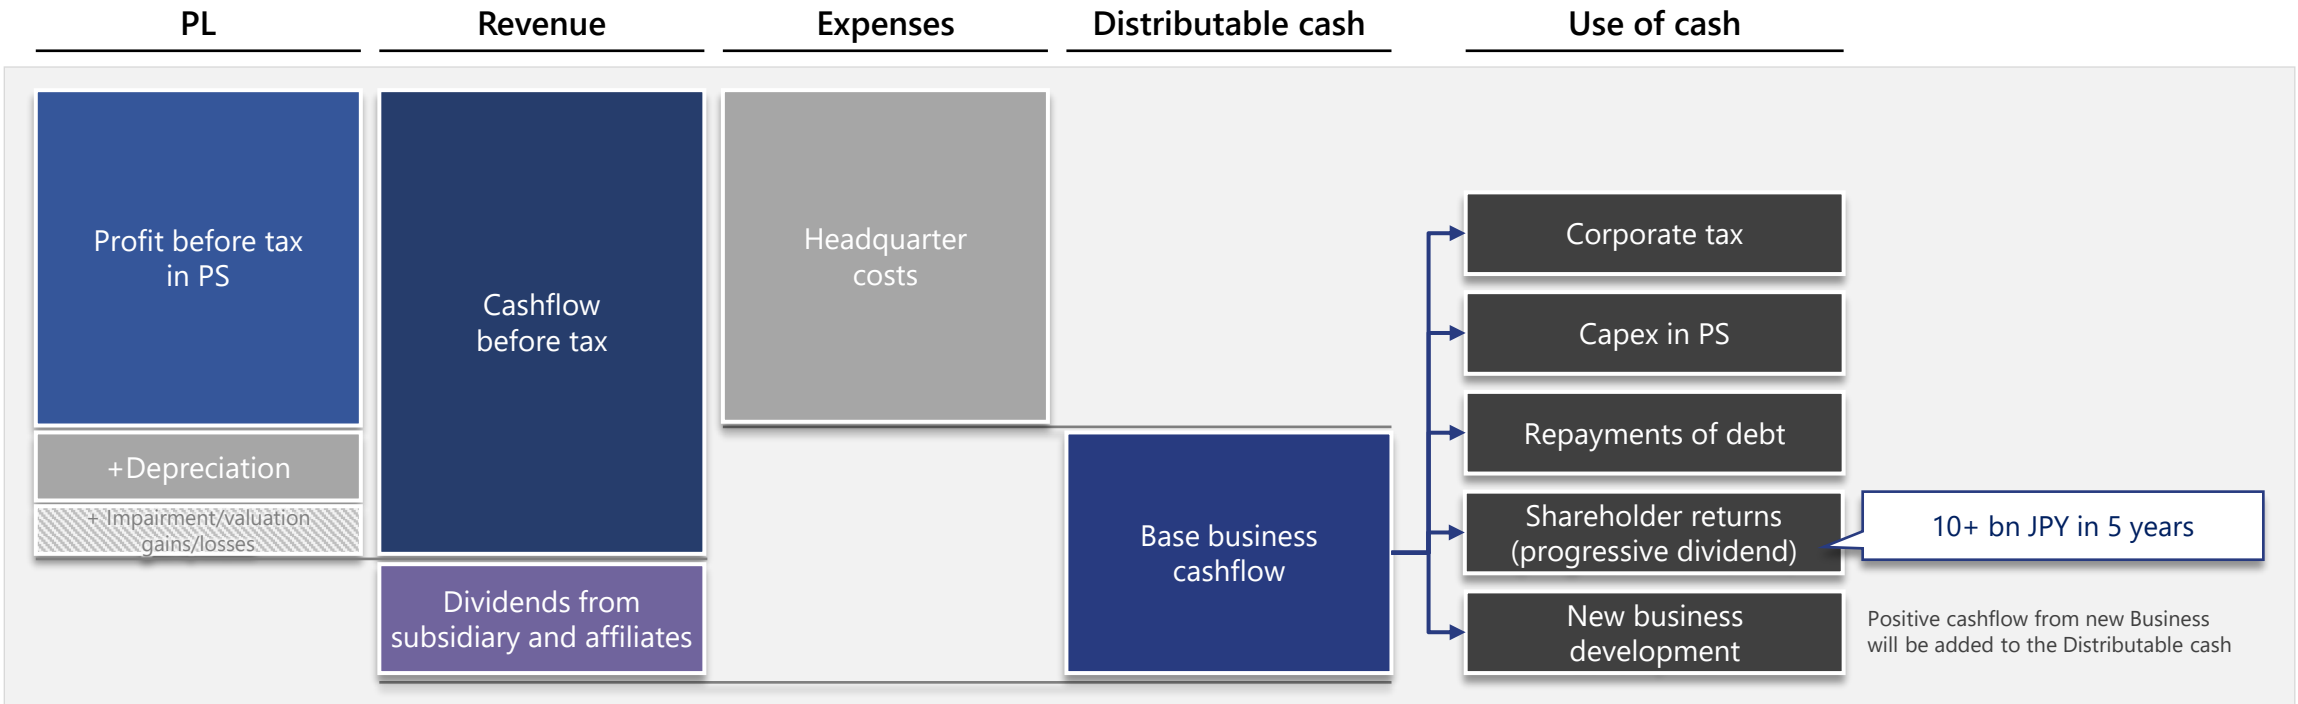 PL
Revenue
Expenses
Distributable cash
Use of cash
Profit before tax
in PS
+Depreciation
+ Impairment/valuation
gains/losses
Cashflow
before tax
Dividends from
subsidiary and affiliates
Headquarter
costs
Base business
cashflow
Corporate tax
Capex in PS
Repayments of debt
Shareholder returns
(progressive dividend)
10+ bn JPY in 5 years
New business
development
Positive cashflow from new Business
will be added to the Distributable cash